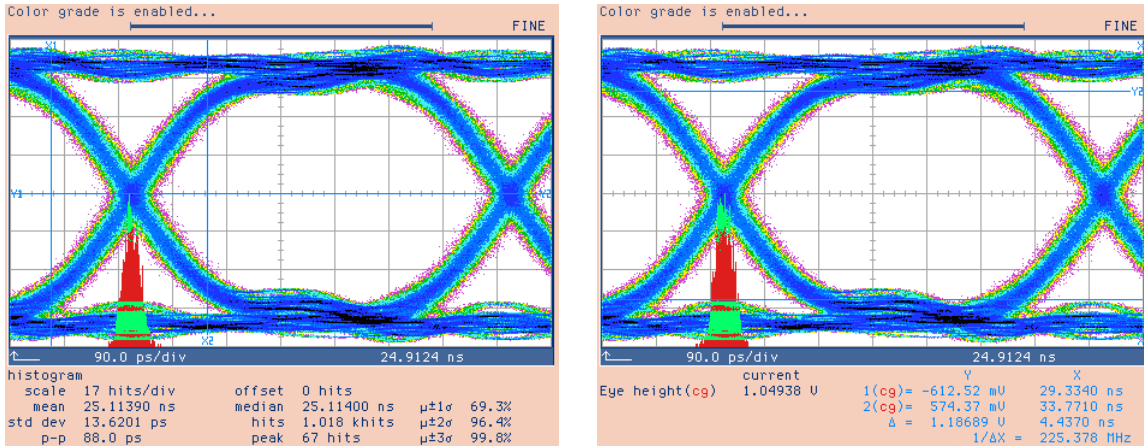 Color grade is enabled...
FINE
X1
Y1
Y2
X2
90.0 ps/div 24.9124 ns
histogram
scale 17 hits/div offset 0 hits
mean 25.11390 ns median 25.11400 ns µ±1σ 69.3%
std dev 13.6201 ps hits 1.018 khits µ±2σ 96.4%
p-p 88.0 ps peak 67 hits µ±3σ 99.8%
Color grade is enabled...
FINE
Y2
90.0 ps/div 24.9124 ns
current Y X
Eye height(cg) 1.04938 V 1(cg)= -612.52 mV 29.3340 ns
2(cg)= 574.37 mV 33.7710 ns
Δ = 1.18689 V 4.4370 ns
1/ΔX = 225.378 MHz